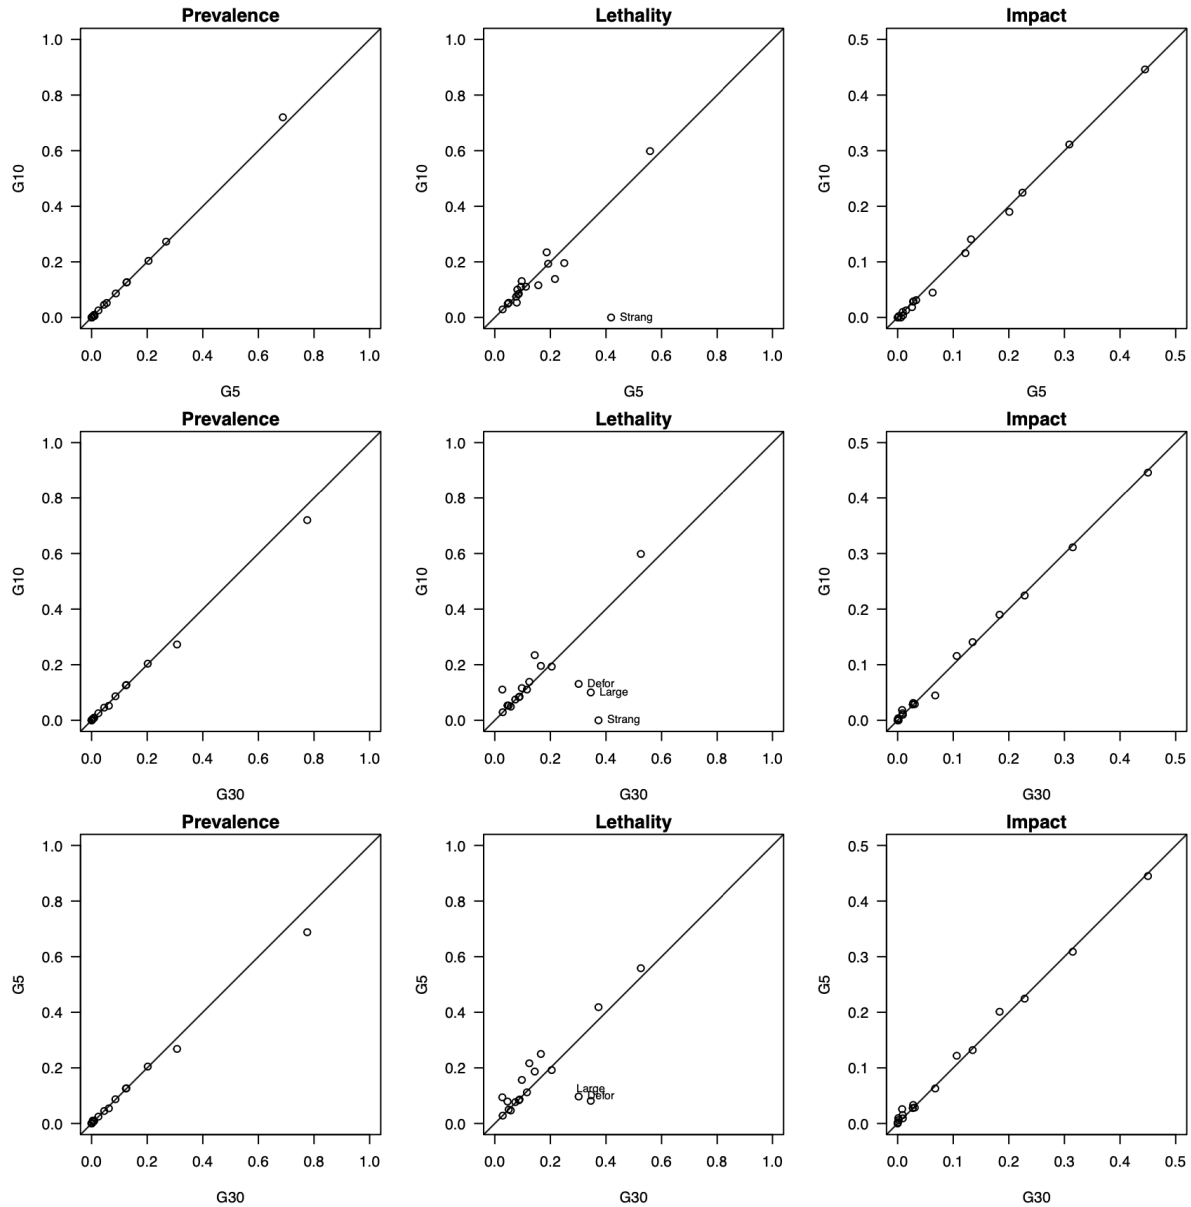 Prevalence Lethality Impact
1.0 1.0 0.5
0.8 0.8 0.4
0.6 0.6 0.3
G10 G10 G10
0.4 0.4 0.2
0.2 0.2 0.1
0.0 0.0 Strang 0.0
0.0 0.2 0.4 0.6 0.8 1.0 0.0 0.2 0.4 0.6 0.8 1.0 0.0 0.1 0.2 0.3 0.4 0.5
G5 G5 G5
Prevalence Lethality Impact
1.0 1.0 0.5
0.8 0.8 0.4
0.6 0.6 0.3
G10 G10 G10
0.4 0.4 0.2
0.2 0.2 0.1
Defor
Large
0.0 0.0 Strang 0.0
0.0 0.2 0.4 0.6 0.8 1.0 0.0 0.2 0.4 0.6 0.8 1.0 0.0 0.1 0.2 0.3 0.4 0.5
G30 G30 G30
Prevalence Lethality Impact
1.0 1.0 0.5
0.8 0.8 0.4
0.6 0.6 0.3
G5 G5 G5
0.4 0.4 0.2
0.2 0.2 0.1
Large
Defor
0.0 0.0 0.0
0.0 0.2 0.4 0.6 0.8 1.0 0.0 0.2 0.4 0.6 0.8 1.0 0.0 0.1 0.2 0.3 0.4 0.5
G30 G30 G30